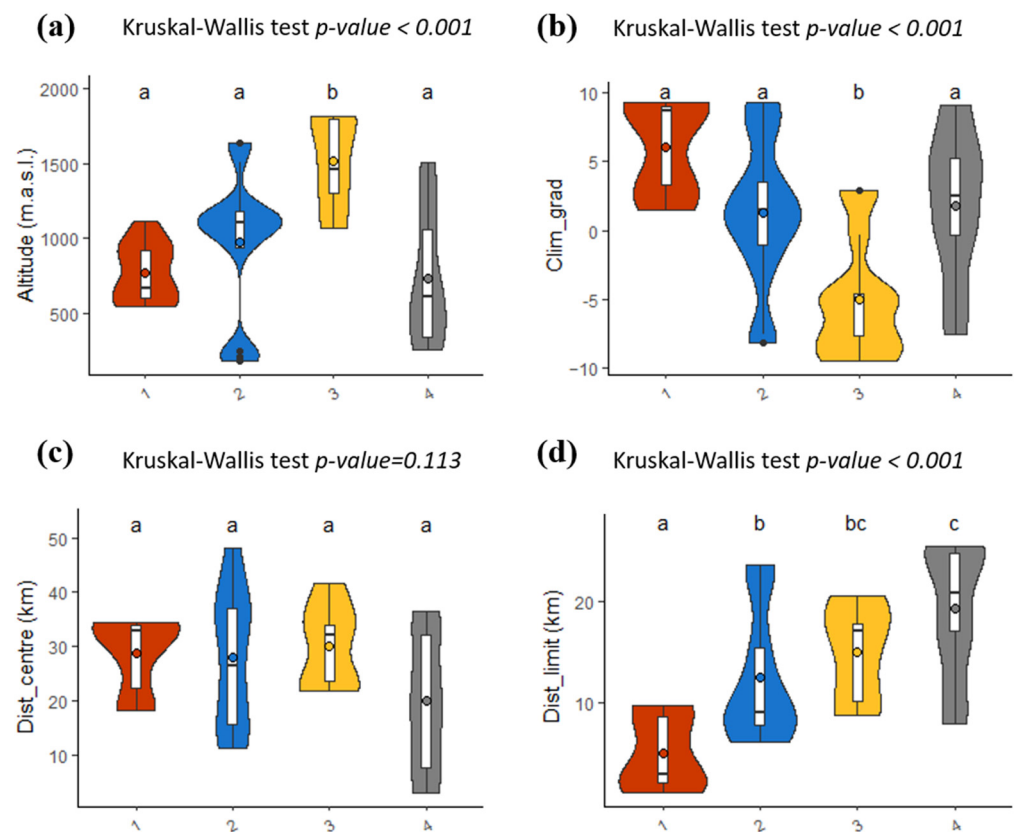 (a) Kruskal-Wallis test p-value < 0.001
Altitude (m.a.s.l.)
2000
1500
1000
500
a a b a
1 2 3 4
(b) Kruskal-Wallis test p-value < 0.001
Clim_grad
10
5
0
−5
−10
a a b a
1 2 3 4
(c) Kruskal-Wallis test p-value=0.113
Dist_centre (km)
50
40
30
20
10
a a a a
1 2 3 4
(d) Kruskal-Wallis test p-value < 0.001
Dist_limit (km)
20
10
a b bc c
1 2 3 4